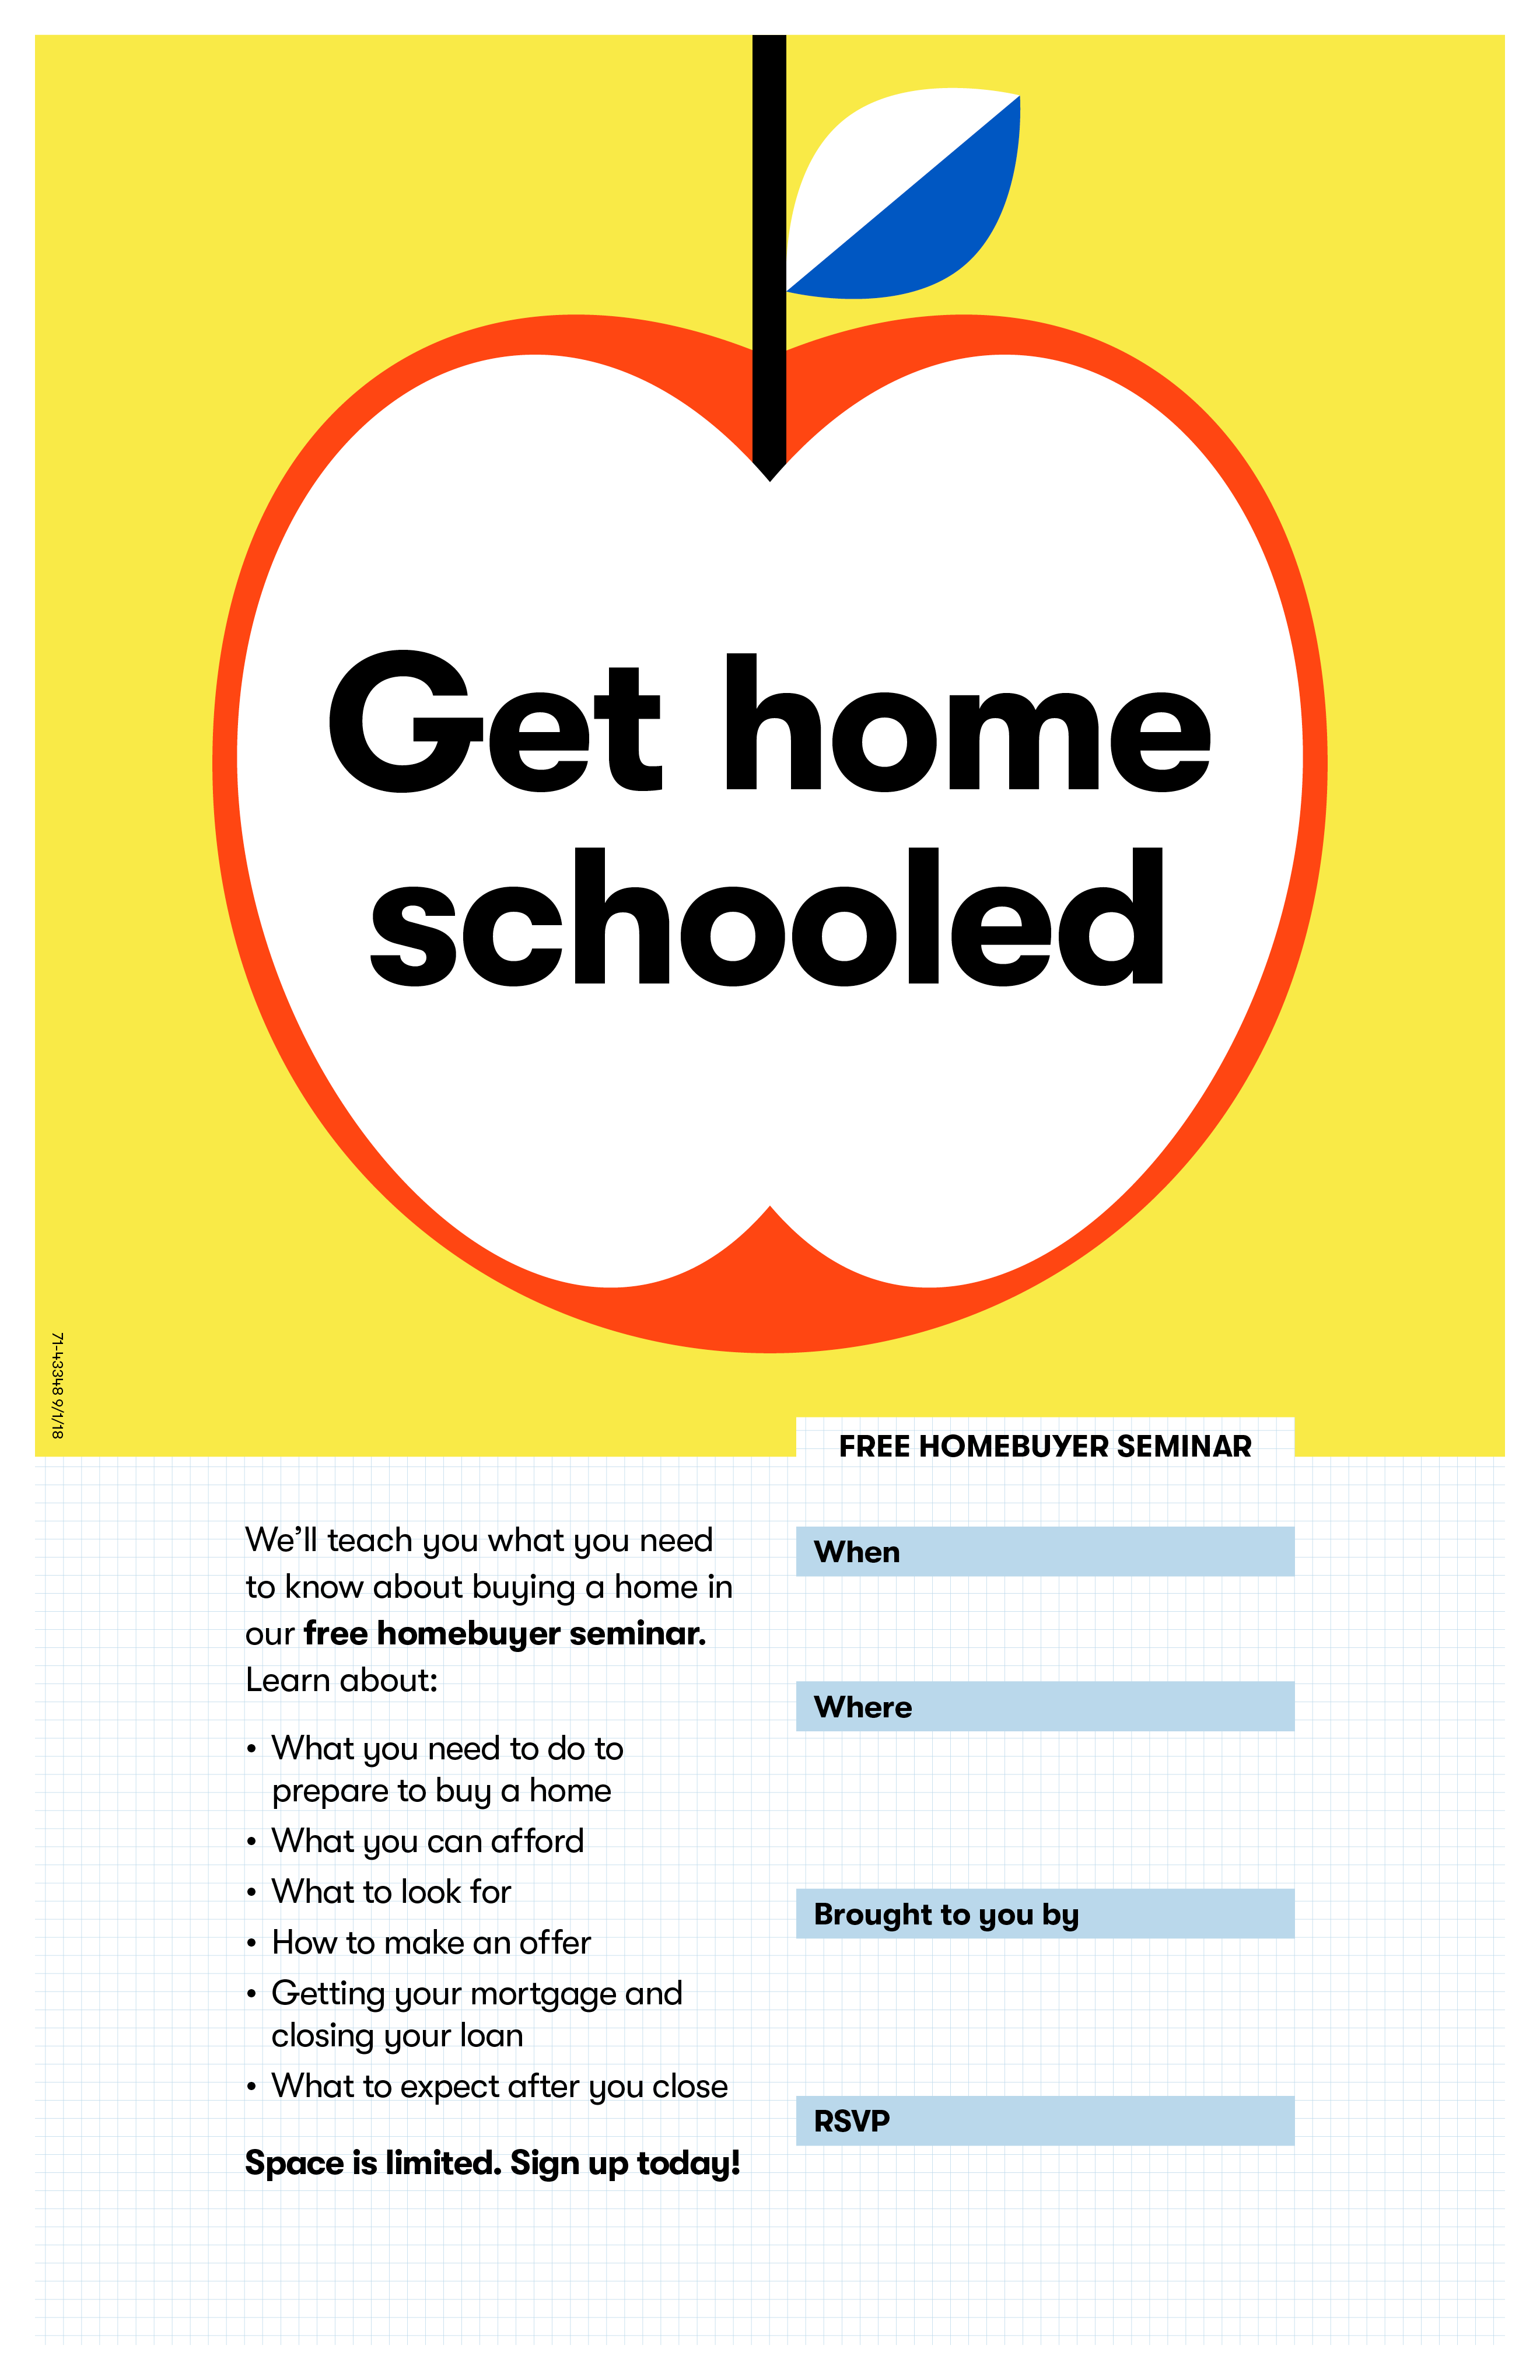 Get home
schooled
71-43348 9/1/18
FREE HOMEBUYER SEMINAR
We’ll teach you what you need
to know about buying a home in
our free homebuyer seminar.
Learn about:
• What you need to do to
prepare to buy a home
• What you can afford
• What to look for
• How to make an offer
• Getting your mortgage and
closing your loan
• What to expect after you close
Space is limited. Sign up today!
When
Where
Brought to you by
RSVP